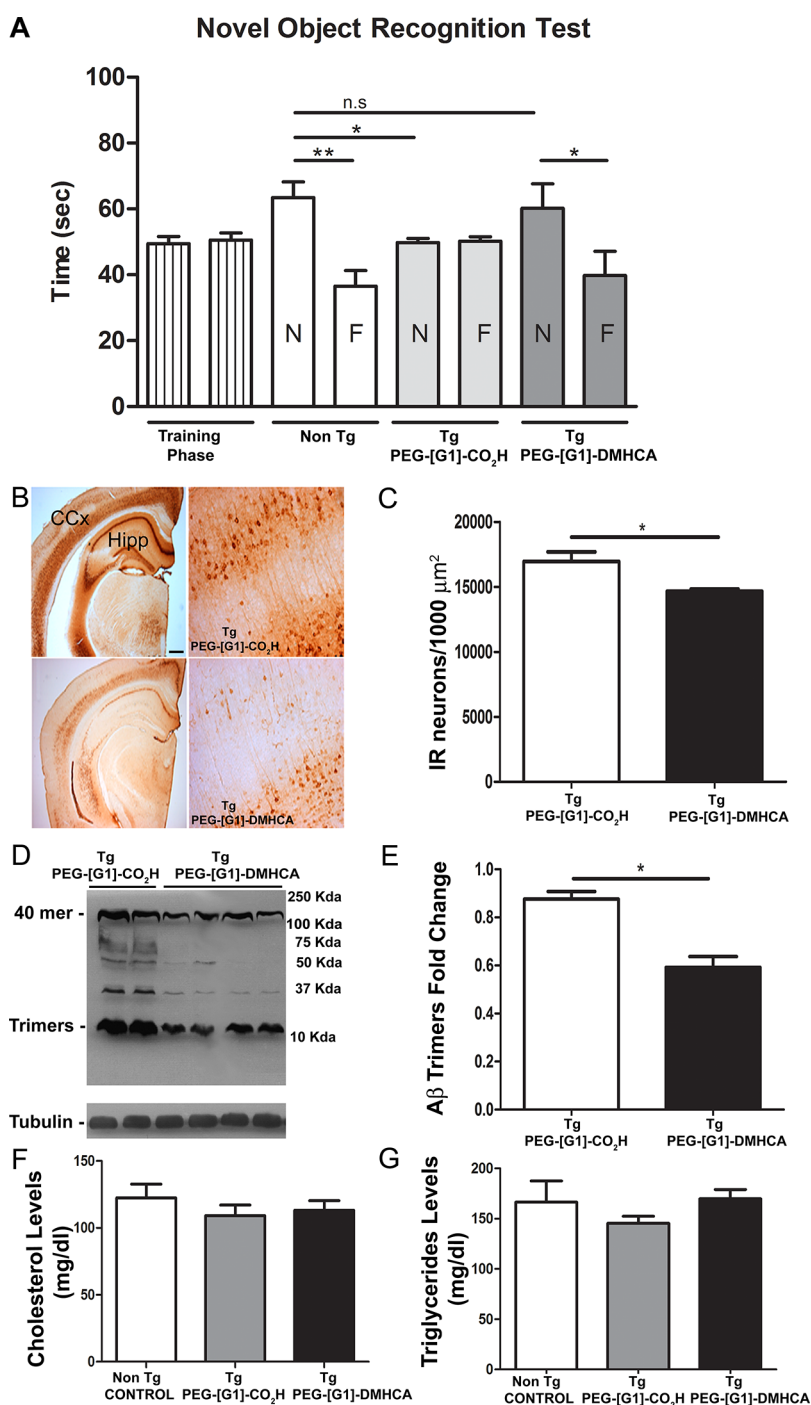 A
Novel Object Recognition Test
Time (sec)
100
80
60
40
20
0
n.s
*
**
*
N
F
N
F
N
F
Training
Phase
Non Tg
Tg
PEG-[G1]-CO₂H
Tg
PEG-[G1]-DMHCA
B
CCx
Hipp
Tg
PEG-[G1]-CO₂H
Tg
PEG-[G1]-DMHCA
C
IR neurons/1000 μm²
20000
15000
10000
5000
0
*
Tg
PEG-[G1]-CO₂H
Tg
PEG-[G1]-DMHCA
D
Tg
PEG-[G1]-CO₂H
Tg
PEG-[G1]-DMHCA
40 mer -
Trimers -
Tubulin -
250 Kda
100 Kda
75 Kda
50 Kda
37 Kda
10 Kda
E
Aβ Trimers Fold Change
1.0
0.8
0.6
0.4
0.2
0.0
*
Tg
PEG-[G1]-CO₂H
Tg
PEG-[G1]-DMHCA
F
Cholesterol Levels
(mg/dl)
150
100
50
0
Non Tg
CONTROL
Tg
PEG-[G1]-CO₂H
Tg
PEG-[G1]-DMHCA
G
Triglycerides Levels
(mg/dl)
200
150
100
50
0
Non Tg
CONTROL
Tg
PEG-[G1]-CO₂H
Tg
PEG-[G1]-DMHCA